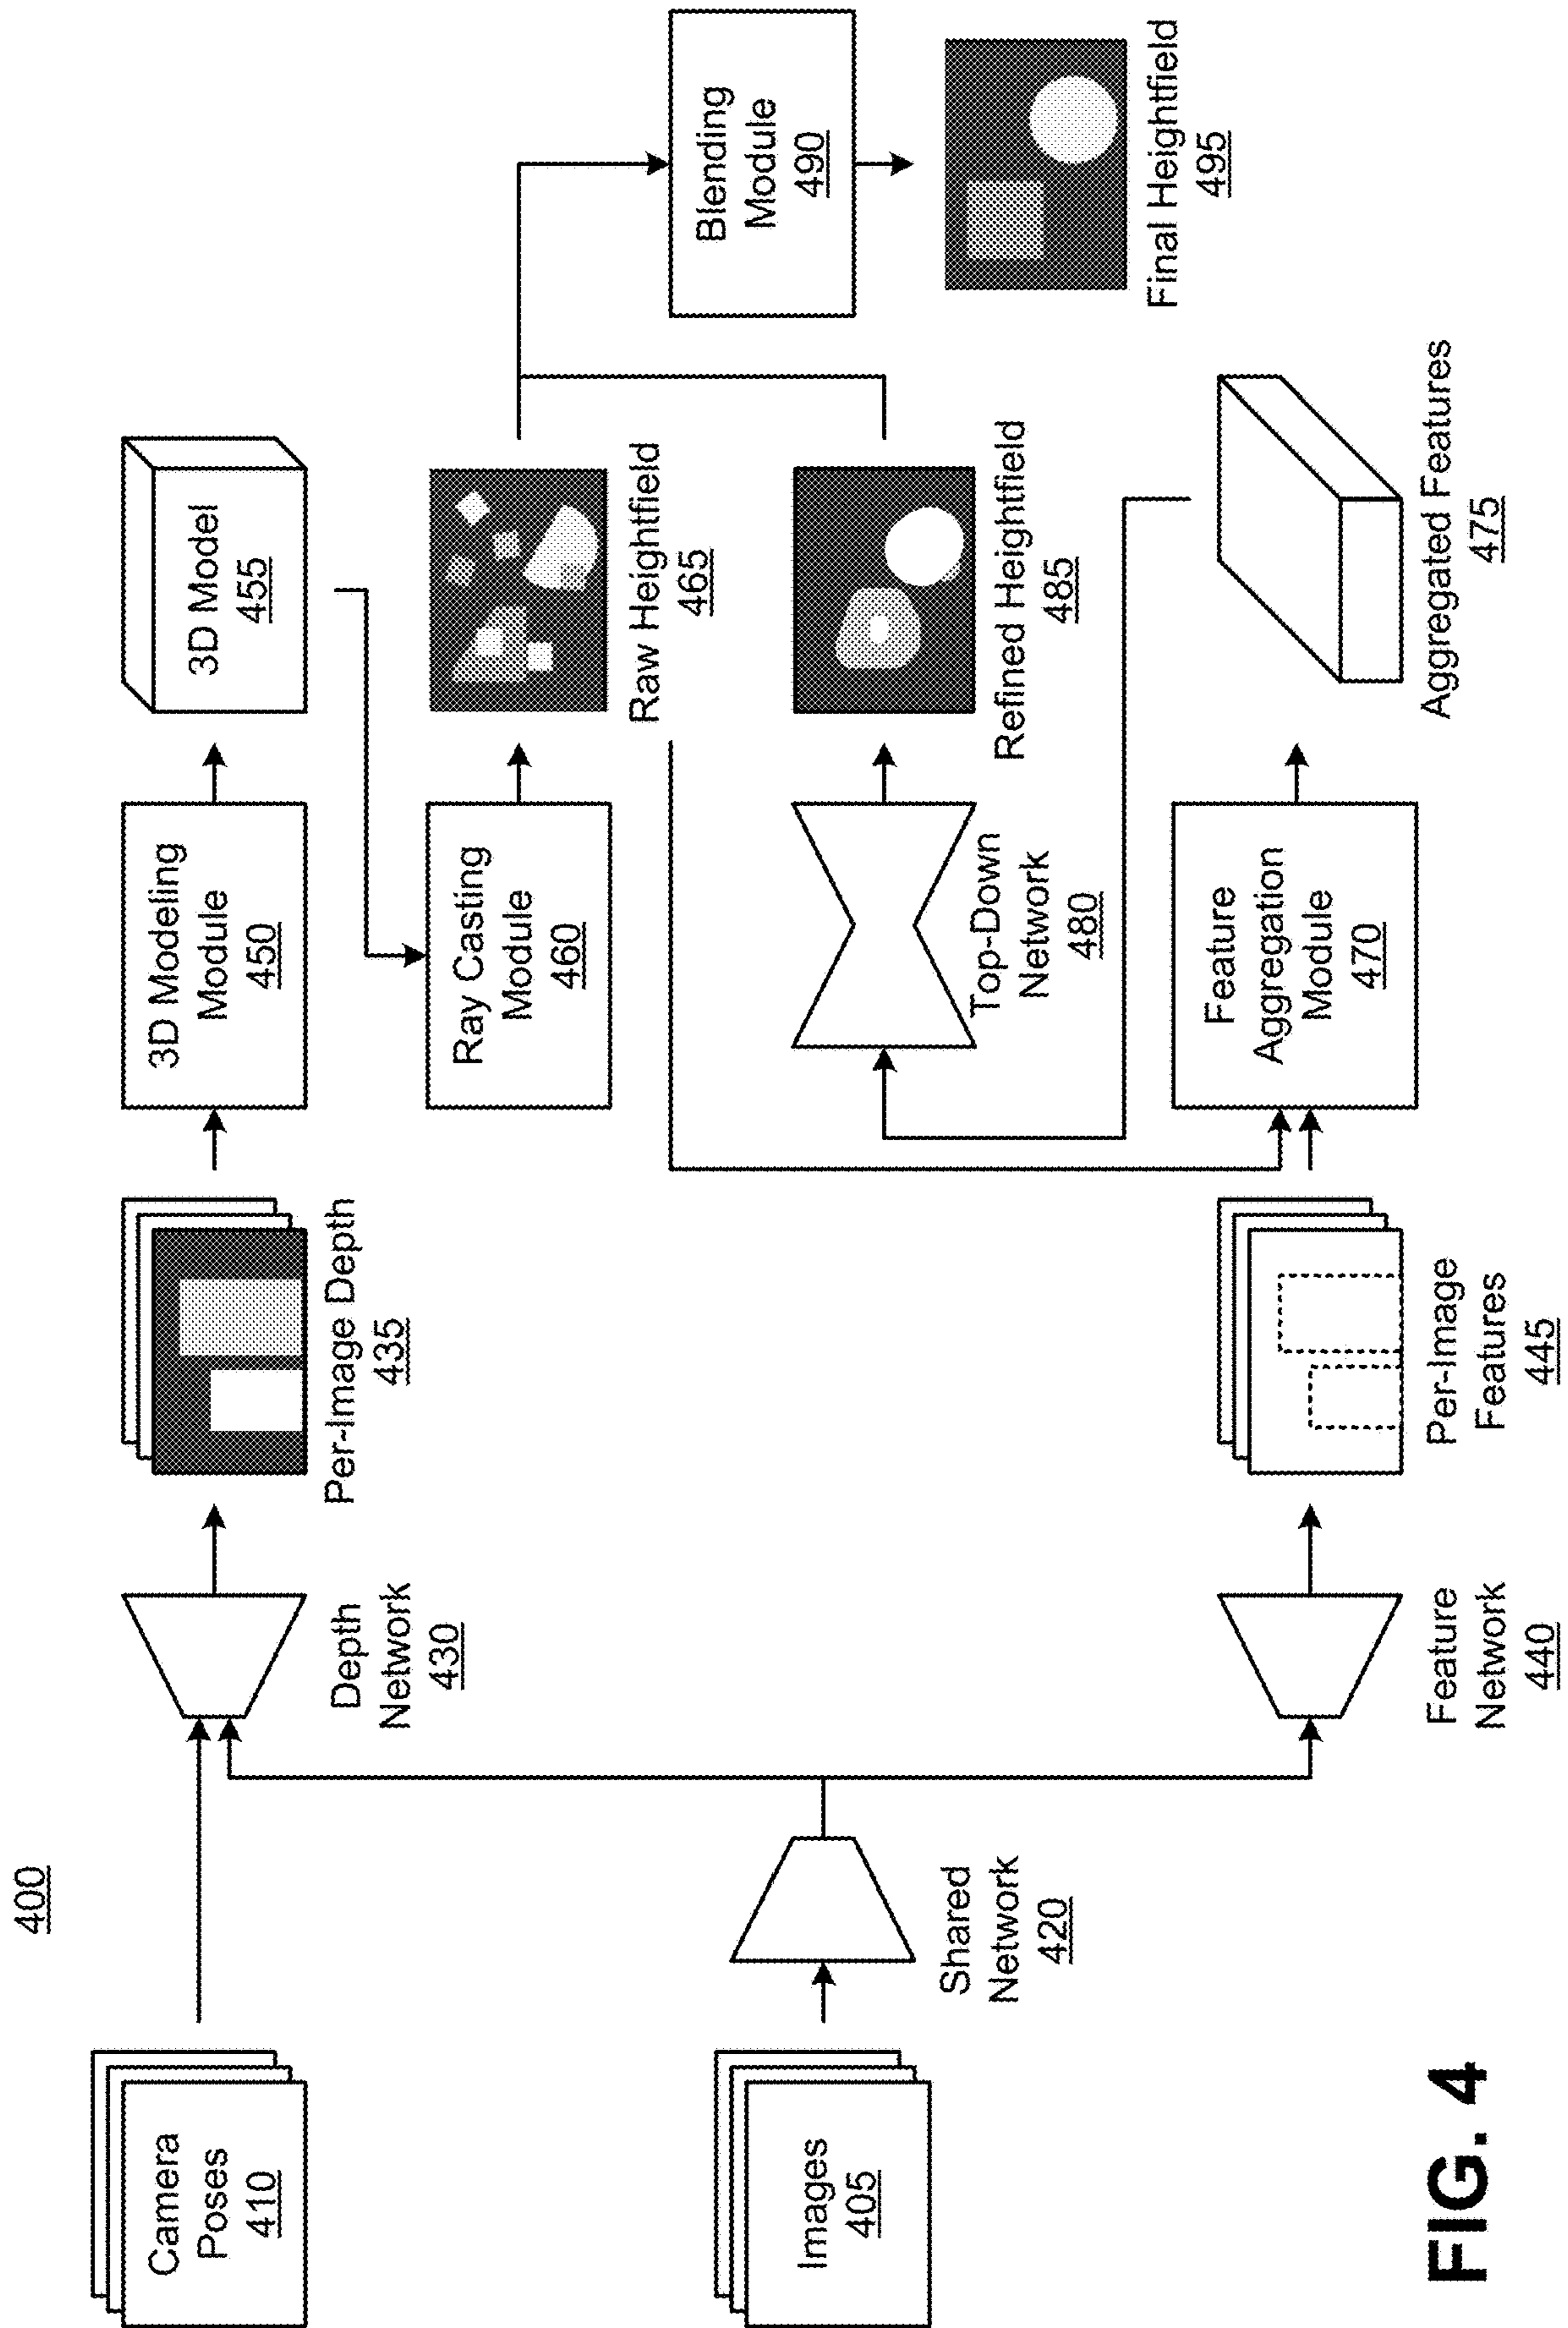 400
Camera
Poses
410
Images
405
Shared
Network
420
Depth
Network
430
Feature
Network
440
Per-Image Depth
435
Per-Image
Features
445
3D Modeling
Module
450
3D Model
455
Ray Casting
Module
460
Raw Heightfield
465
Top-Down
Network
480
Refined Heightfield
485
Feature
Aggregation
Module
470
Aggregated Features
475
Blending
Module
490
Final Heightfield
495
FIG. 4